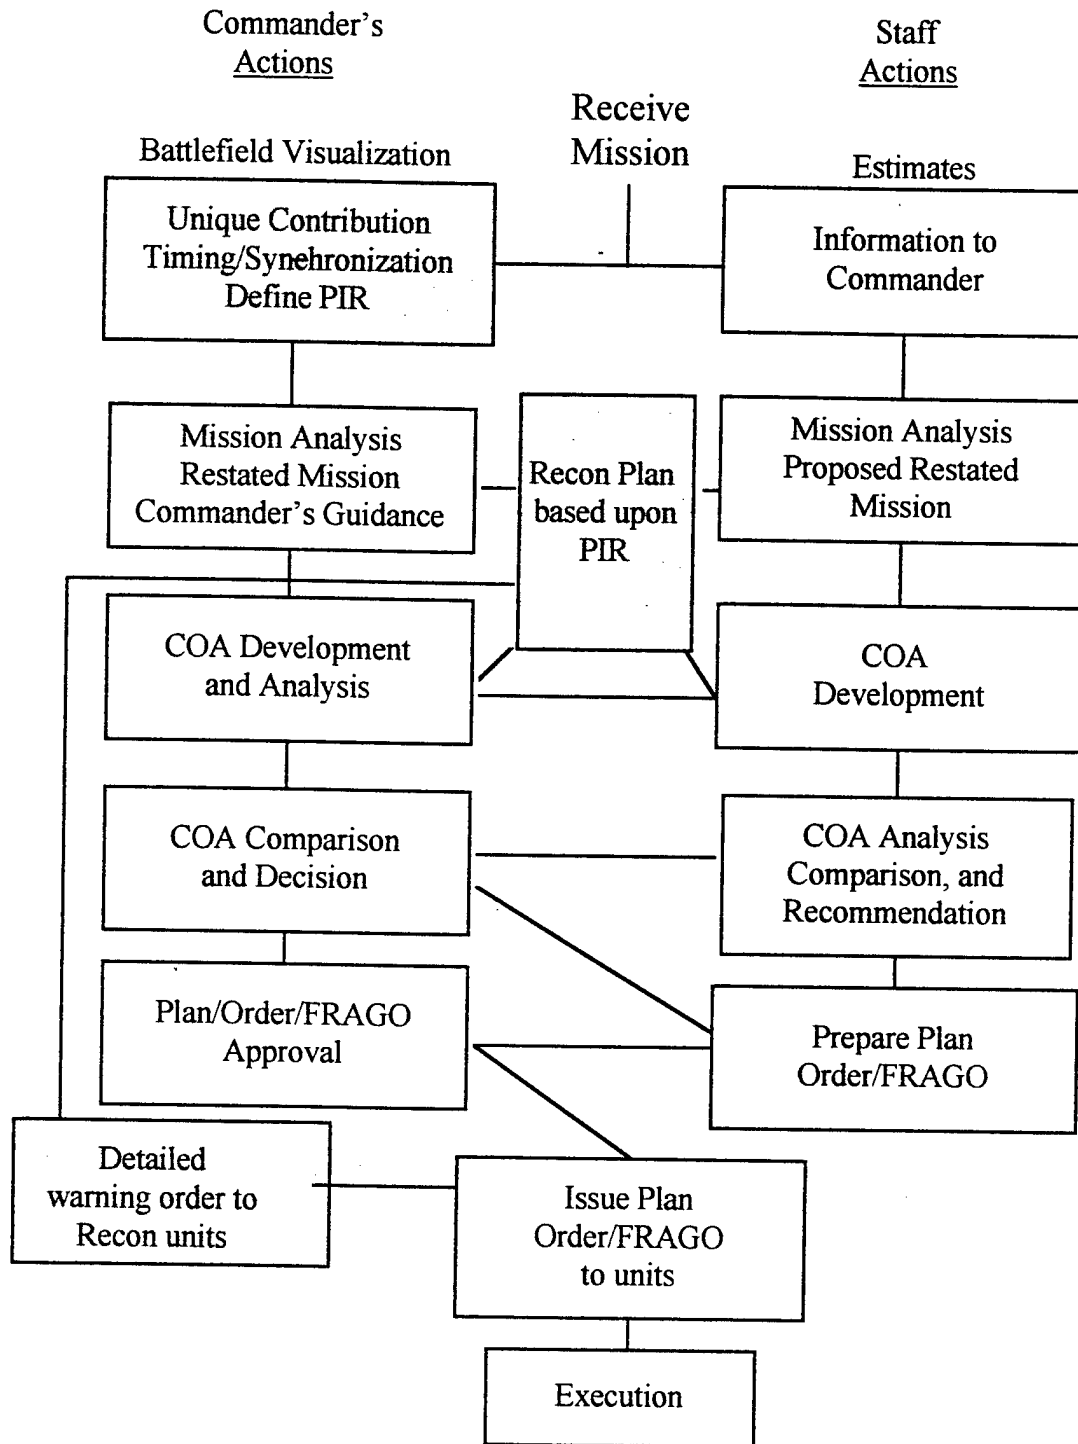 Commander's
Actions
Staff
Actions
Receive
Mission
Battlefield Visualization
Estimates
Unique Contribution
Timing/Synehronization
Define PIR
Information to
Commander
Mission Analysis
Restated Mission
Commander's Guidance
Recon Plan
based upon
PIR
Mission Analysis
Proposed Restated
Mission
COA Development
and Analysis
COA
Development
COA Comparison
and Decision
COA Analysis
Comparison, and
Recommendation
Plan/Order/FRAGO
Approval
Prepare Plan
Order/FRAGO
Detailed
warning order to
Recon units
Issue Plan
Order/FRAGO
to units
Execution